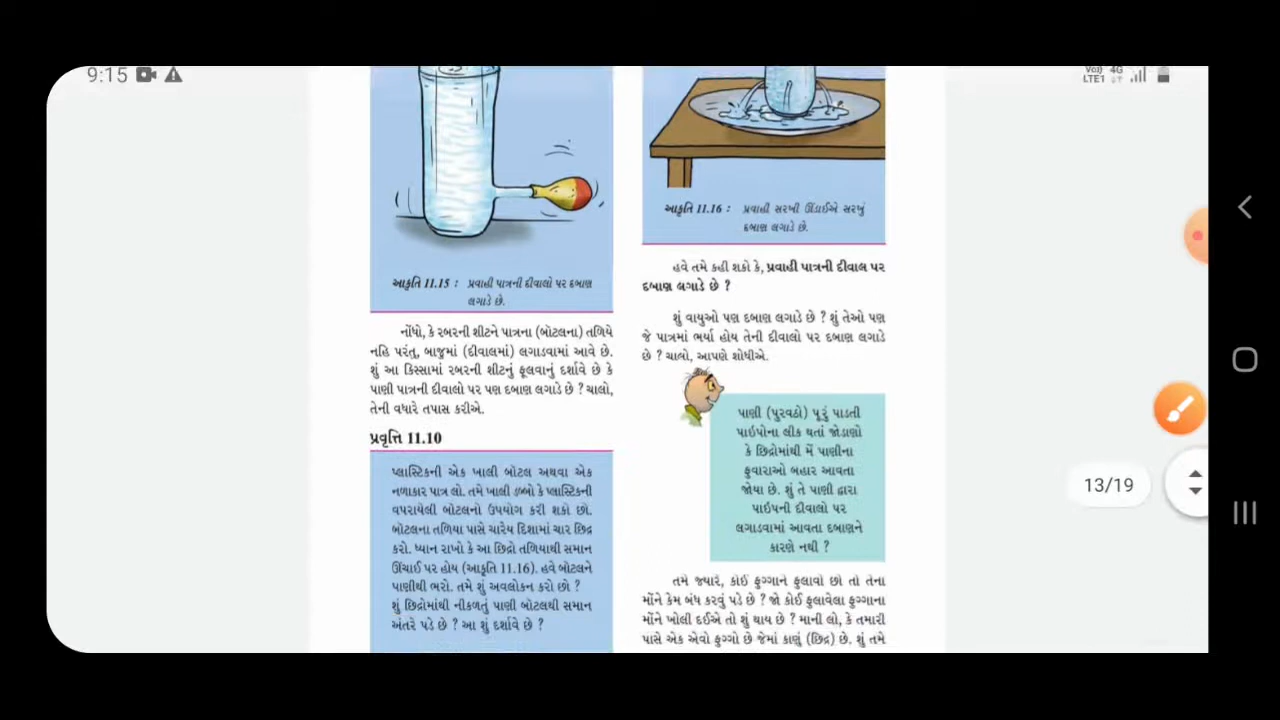 9:15
Voi) 4G
LTE1
આકૃતિ 11.15 : પ્રવાહી પાત્રની દીવાલો પર દબાણ
લગાડે છે.
નોંધો, કે રબરની શીટને પાત્રના (બૉટલના) તળિયે
નહિ પરંતુ, બાજુમાં (દીવાલમાં) લગાડવામાં આવે છે.
શું આ કિસ્સામાં રબરની શીટનું ફૂલવાનું દર્શાવે છે કે
પાણી પાત્રની દીવાલો પર પણ દબાણ લગાડે છે ? ચાલો,
તેની વધારે તપાસ કરીએ.
પ્રવૃત્તિ 11.10
પ્લાસ્ટિકની એક ખાલી બોટલ અથવા એક
નળાકાર પાત્ર લો. તમે ખાલી ડબ્બો કે પ્લાસ્ટિકની
વપરાયેલી બૉટલનો ઉપયોગ કરી શકો છો.
બૉટલના તળિયા પાસે ચારેય દિશામાં ચાર છિદ્ર
કરો. ધ્યાન રાખો કે આ છિદ્રો તળિયાથી સમાન
ઊંચાઈ પર હોય (આકૃતિ 11.16). હવે બોટલને
પાણીથી ભરો. તમે શું અવલોકન કરો છો ?
શું છિદ્રોમાંથી નીકળતું પાણી બૉટલથી સમાન
અંતરે પડે છે ? આ શું દર્શાવે છે ?
આકૃતિ 11.16 : પ્રવાહી સરખી ઊંડાઈએ સરખું
દબાણ લગાડે છે.
હવે તમે કહી શકો કે, પ્રવાહી પાત્રની દીવાલ પર
દબાણ લગાડે છે ?
શું વાયુઓ પણ દબાણ લગાડે છે ? શું તેઓ પણ
જે પાત્રમાં ભર્યા હોય તેની દીવાલો પર દબાણ લગાડે
છે ? ચાલો, આપણે શોધીએ.
પાણી (પુરવઠો) પૂરું પાડતી
પાઇપોના લીક થતાં જોડાણો
કે છિદ્રોમાંથી મેં પાણીના
ફુવારાઓ બહાર આવતા
જોયા છે. શું તે પાણી દ્વારા
પાઇપની દીવાલો પર
લગાડવામાં આવતા દબાણને
કારણે નથી ?
તમે જ્યારે, કોઈ ફુગ્ગાને ફુલાવો છો તો તેના
મોંને કેમ બંધ કરવું પડે છે ? જો કોઈ ફુલાવેલા ફુગ્ગાના
મોંને ખોલી દઈએ તો શું થાય છે ? માની લો, કે તમારી
પાસે એક એવો ફુગ્ગો છે જેમાં કાણું (છિદ્ર) છે. શું તમે
13/19